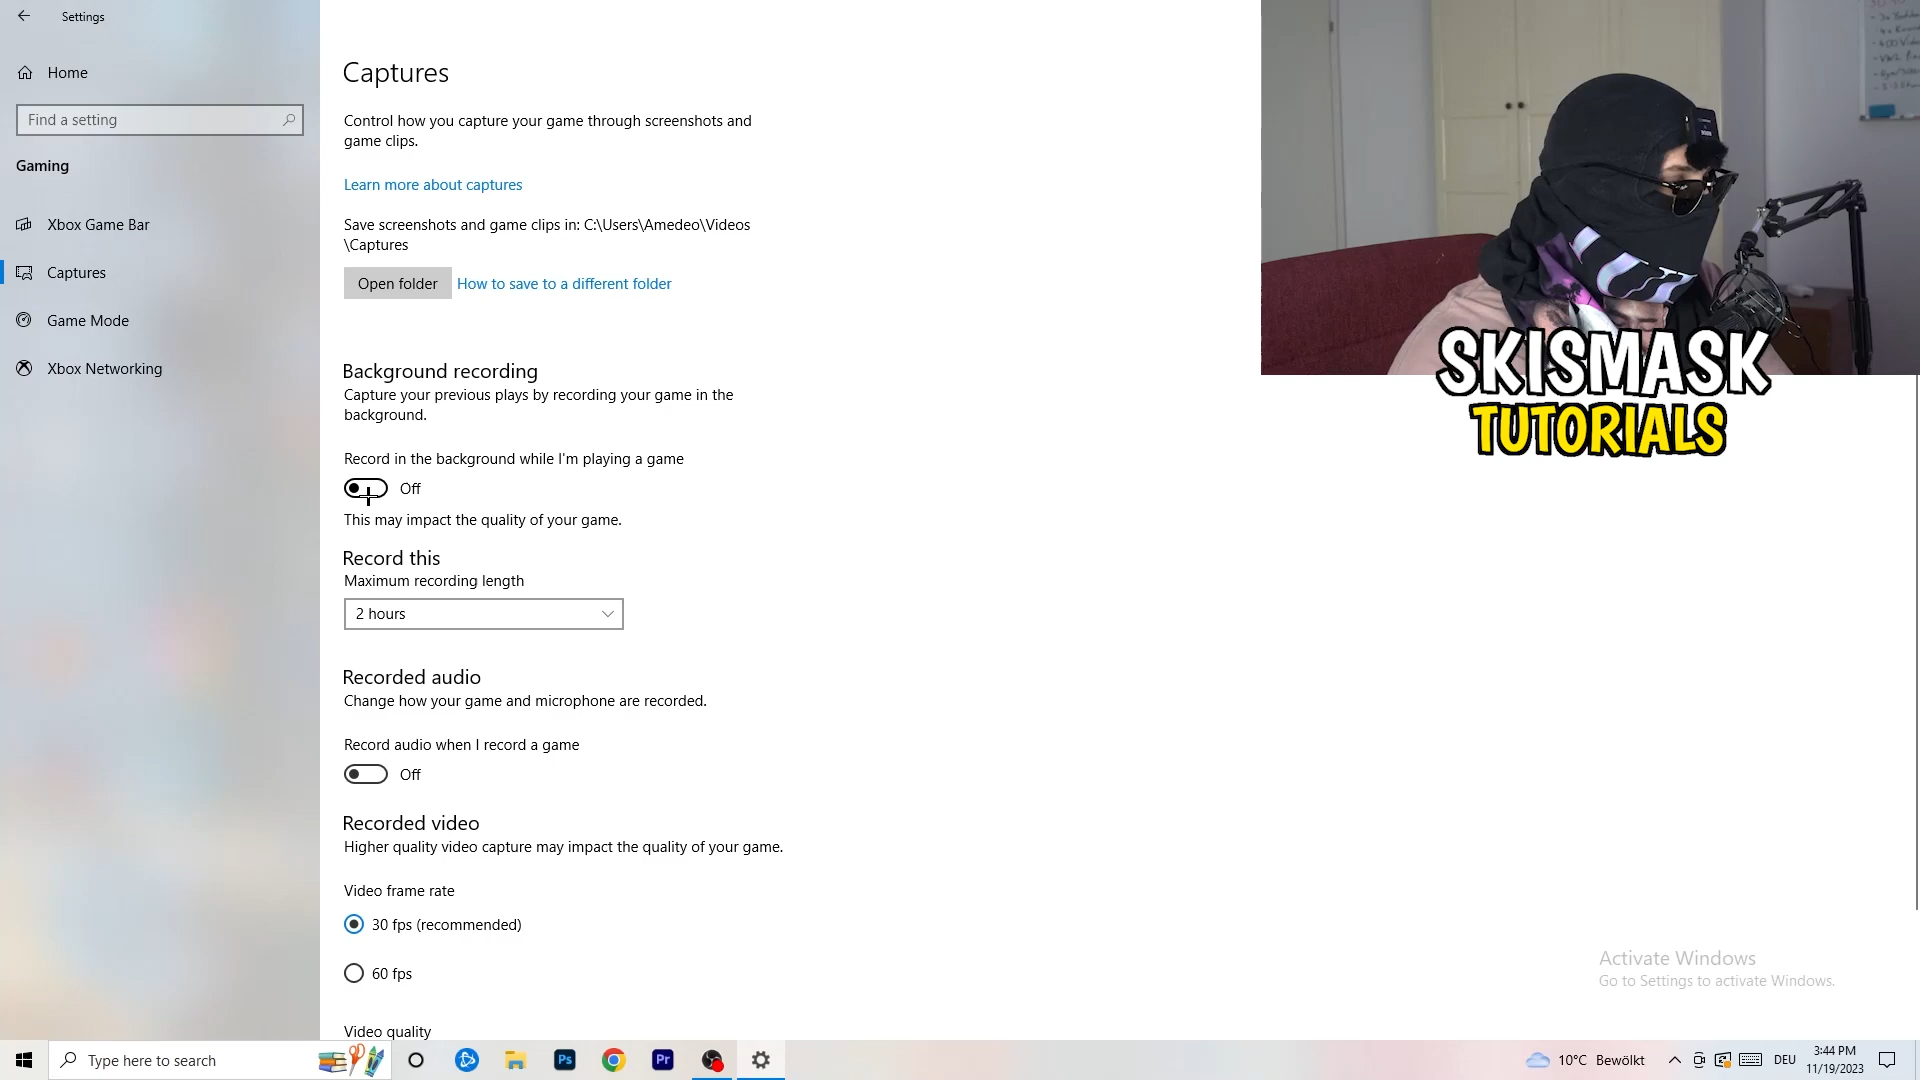 Settings
Home
Find a setting
Gaming
Xbox Game Bar
Captures
Game Mode
Xbox Networking
Captures
Control how you capture your game through screenshots and
game clips.
Learn more about captures
Save screenshots and game clips in: C:\Users\Amedeo\Videos
\Captures
Open folder
How to save to a different folder
Background recording
Capture your previous plays by recording your game in the
background.
Record in the background while I'm playing a game
Off
This may impact the quality of your game.
Record this
Maximum recording length
2 hours
Recorded audio
Change how your game and microphone are recorded.
Record audio when I record a game
Off
Recorded video
Higher quality video capture may impact the quality of your game.
Video frame rate
30 fps (recommended)
60 fps
Video quality
SKISMASK
TUTORIALS
Activate Windows
Go to Settings to activate Windows.
Type here to search
Ps
Pr
10°C Bewölkt
DEU
3:44 PM
11/19/2023